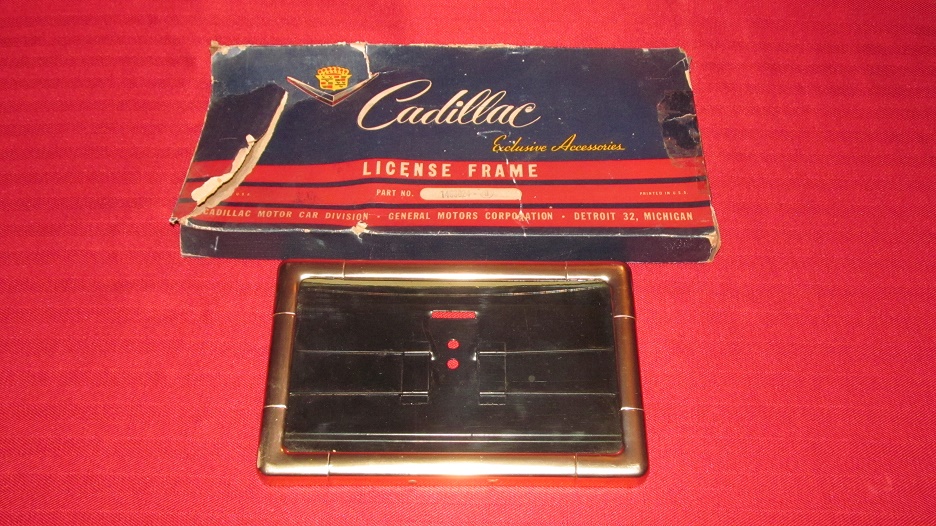 Cadillac
Exclusive Accessories
LICENSE FRAME
PART NO.
PRINTED IN U.S.A.
CADILLAC MOTOR CAR DIVISION - GENERAL MOTORS CORPORATION - DETROIT 32, MICHIGAN